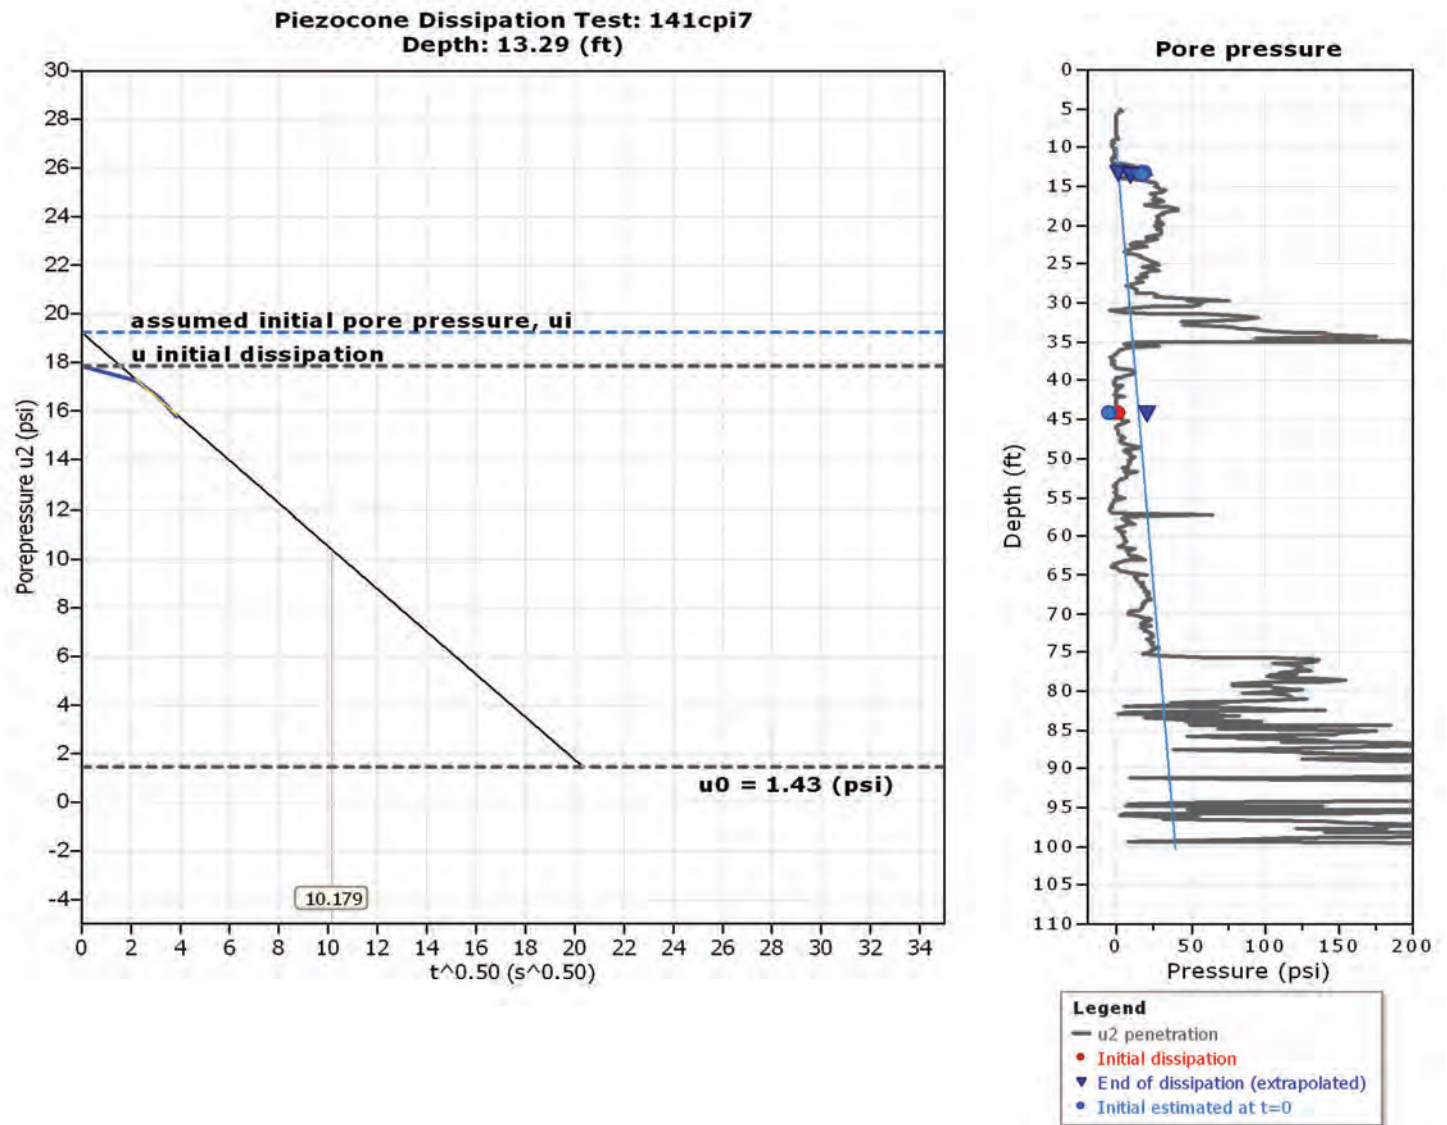 Piezocone Dissipation Test: 141cpi7
Depth: 13.29 (ft)
30
28
26
24
22
20
18
16
14
12
10
8
6
4
2
0
-2
-4
Porepressure u2 (psi)
assumed initial pore pressure, ui
u initial dissipation
u0 = 1.43 (psi)
10.179
0 2 4 6 8 10 12 14 16 18 20 22 24 26 28 30 32 34
t^0.50 (s^0.50)
Pore pressure
0
5
10
15
20
25
30
35
40
45
50
55
60
65
70
75
80
85
90
95
100
105
110
Depth (ft)
0 50 100 150 200
Pressure (psi)
Legend
u2 penetration
Initial dissipation
End of dissipation (extrapolated)
Initial estimated at t=0